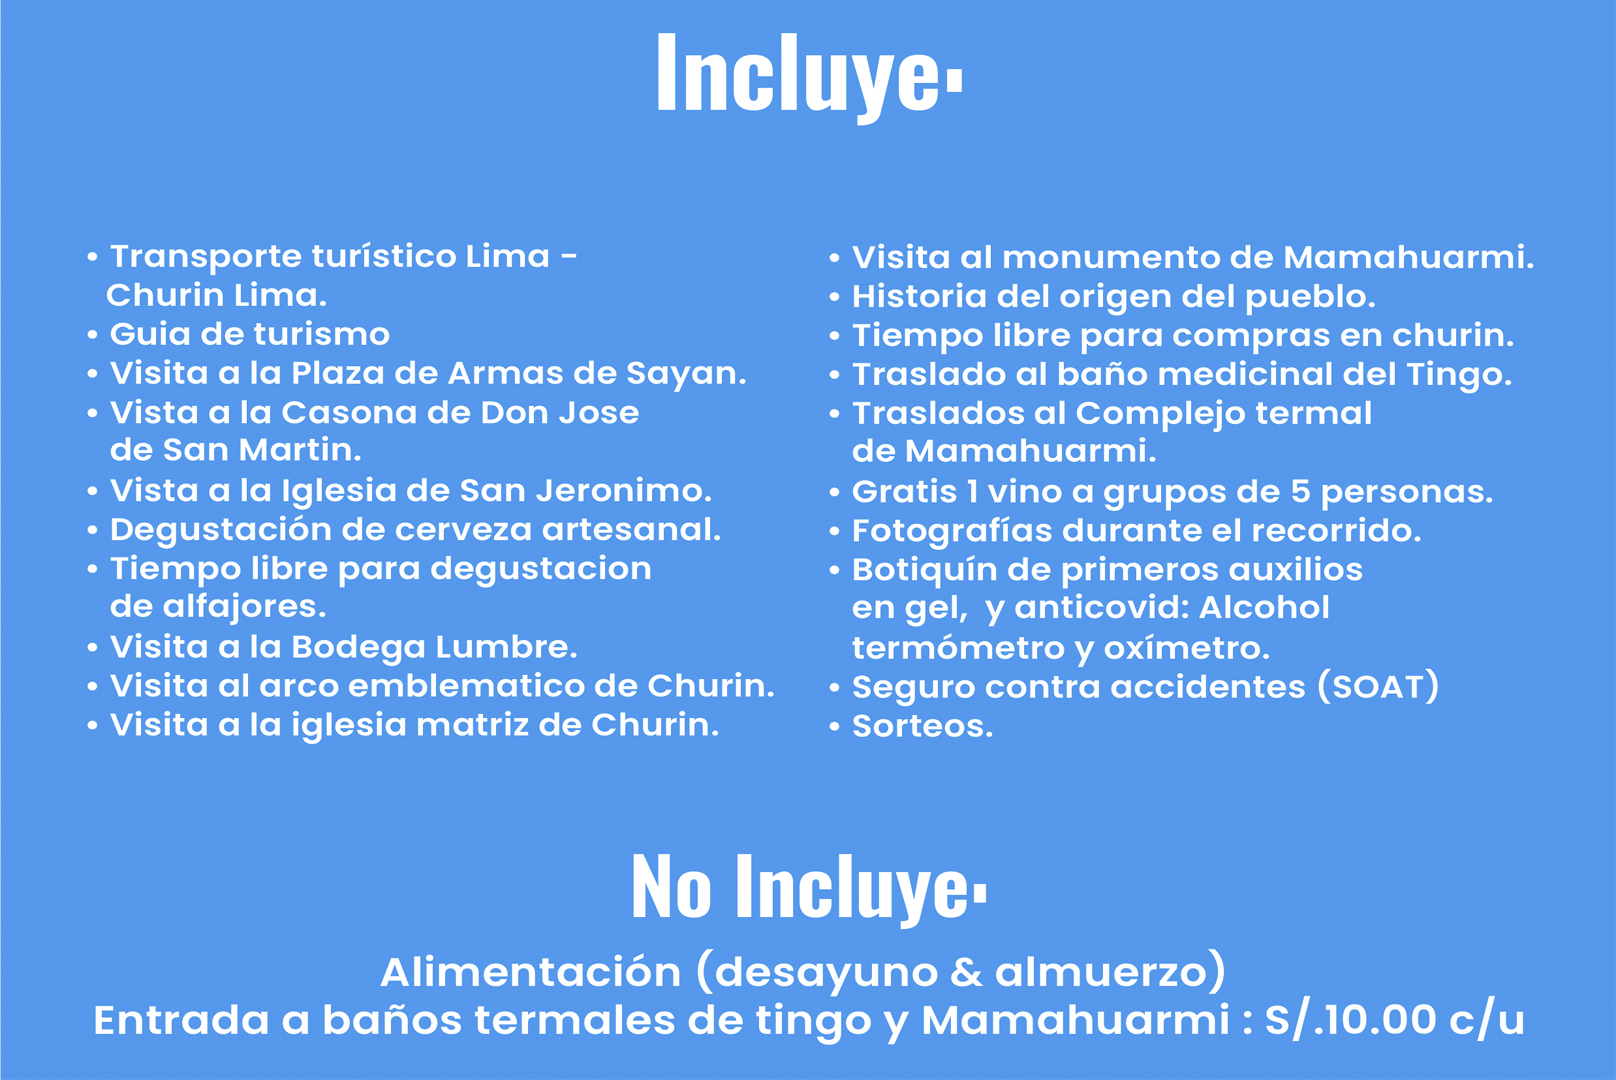 Incluye·
• Transporte turístico Lima -
Churin Lima.
• Guia de turismo
• Visita a la Plaza de Armas de Sayan.
• Vista a la Casona de Don Jose
de San Martin.
• Vista a la Iglesia de San Jeronimo.
• Degustación de cerveza artesanal.
• Tiempo libre para degustacion
de alfajores.
• Visita a la Bodega Lumbre.
• Visita al arco emblematico de Churin.
• Visita a la iglesia matriz de Churin.
• Visita al monumento de Mamahuarmi.
• Historia del origen del pueblo.
• Tiempo libre para compras en churin.
• Traslado al baño medicinal del Tingo.
• Traslados al Complejo termal
de Mamahuarmi.
• Gratis 1 vino a grupos de 5 personas.
• Fotografías durante el recorrido.
• Botiquín de primeros auxilios
en gel,  y anticovid: Alcohol
termómetro y oxímetro.
• Seguro contra accidentes (SOAT)
• Sorteos.
No Incluye·
Alimentación (desayuno & almuerzo)
Entrada a baños termales de tingo y Mamahuarmi : S/.10.00 c/u